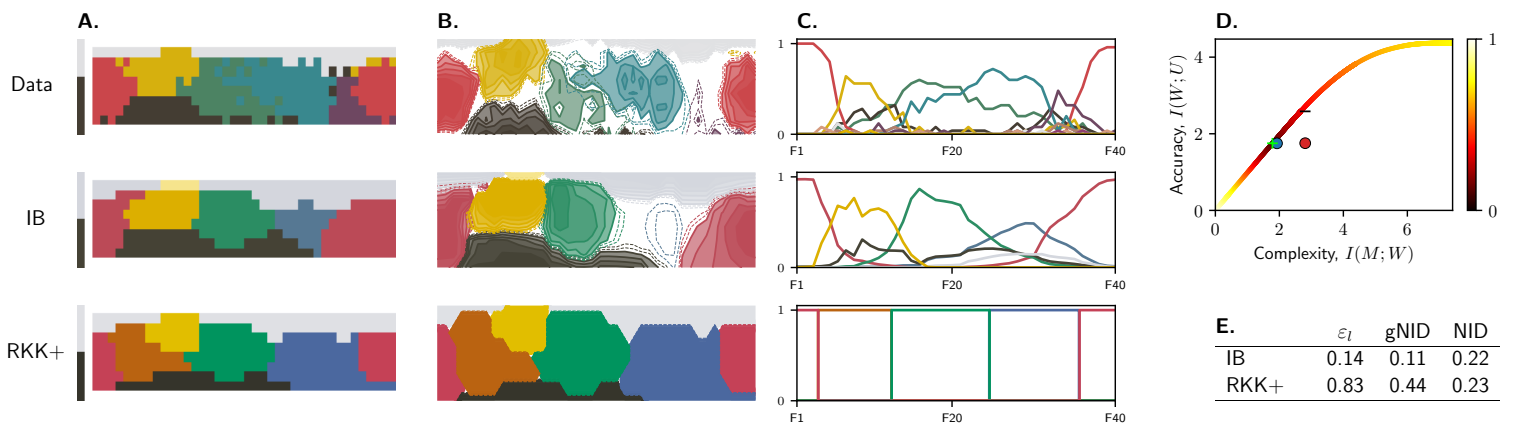 A.
B.
C.
D.
Data
IB
RKK+
1
0
F1
F20
F40
1
0
F1
F20
F40
1
0
F1
F20
F40
Accuracy, I(W;U)
4
2
0
0
2
4
6
Complexity, I(M;W)
1
0
E.
εl gNID NID
IB 0.14 0.11 0.22
RKK+ 0.83 0.44 0.23